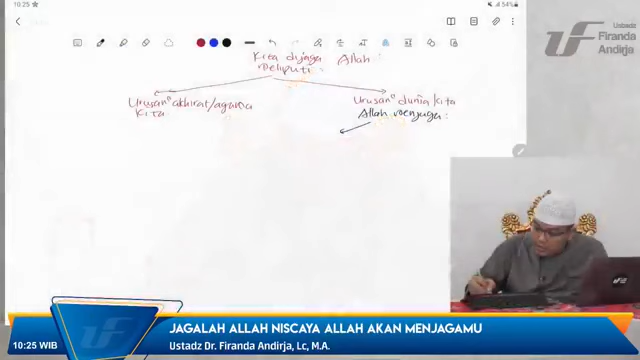 10:25
54%
Ustadz
Firanda
Andirja
Kita dijaga Allah :
Meliputi :
Urusan² akhirat/agama
Kita
Urusan² dunia kita
Allah menjaga :
JAGALAH ALLAH NISCAYA ALLAH AKAN MENJAGAMU
10:25 WIB
Ustadz Dr. Firanda Andirja, Lc, M.A.